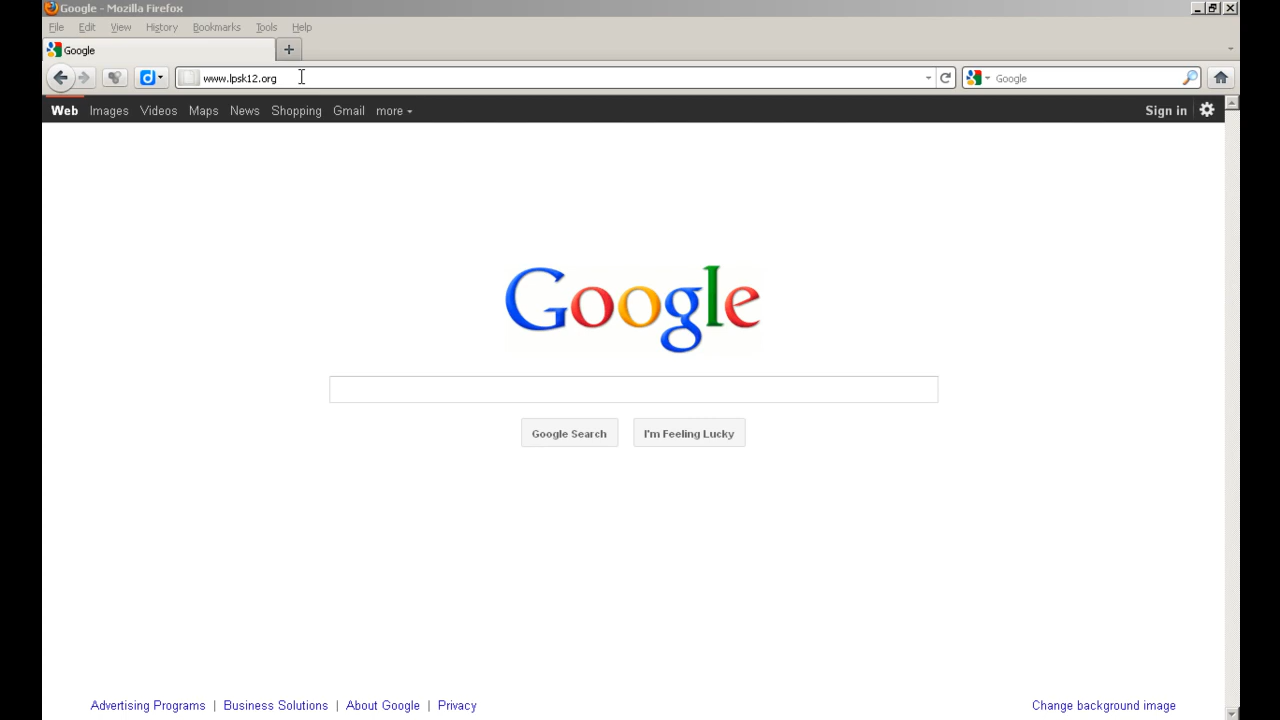 Google - Mozilla Firefox
File Edit View History Bookmarks Tools Help
Google
www.lpsk12.org Google
Web Images Videos Maps News Shopping Gmail more Sign in
Google
Google Search I'm Feeling Lucky
Advertising Programs | Business Solutions | About Google | Privacy Change background image